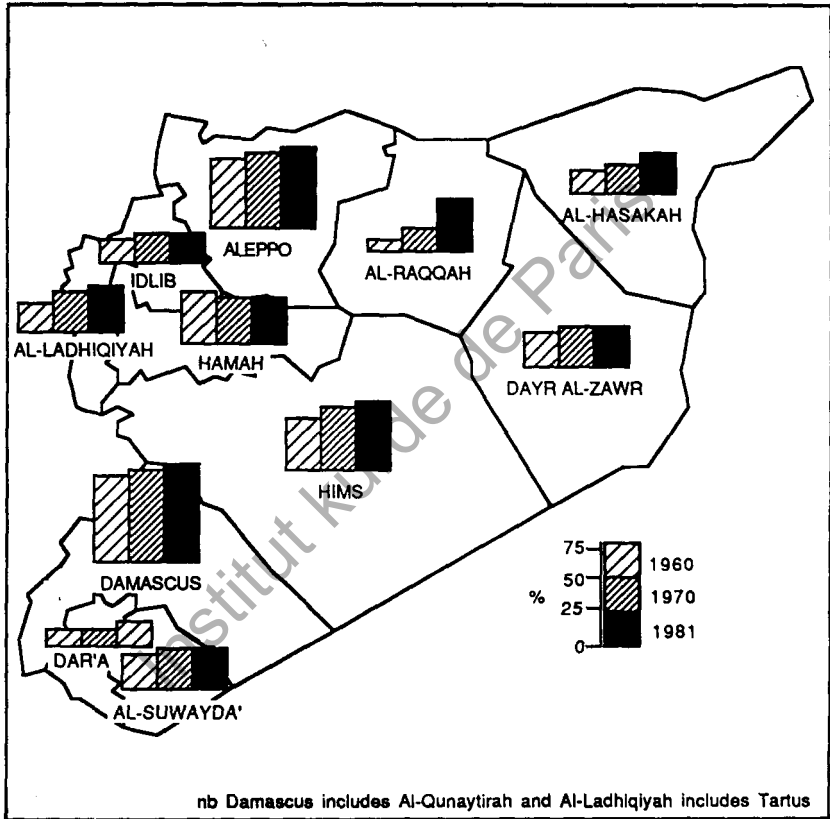 ALEPPO
AL-HASAKAH
IDLIB
AL-RAQQAH
AL-LADHIQIYAH
HAMAH
DAYR AL-ZAWR
HIMS
DAMASCUS
DAR'A
AL-SUWAYDA'
75
50
25
0
%
1960
1970
1981
nb Damascus includes Al-Qunaytirah and Al-Ladhiqiyah includes Tartus
Institut kurde de Paris